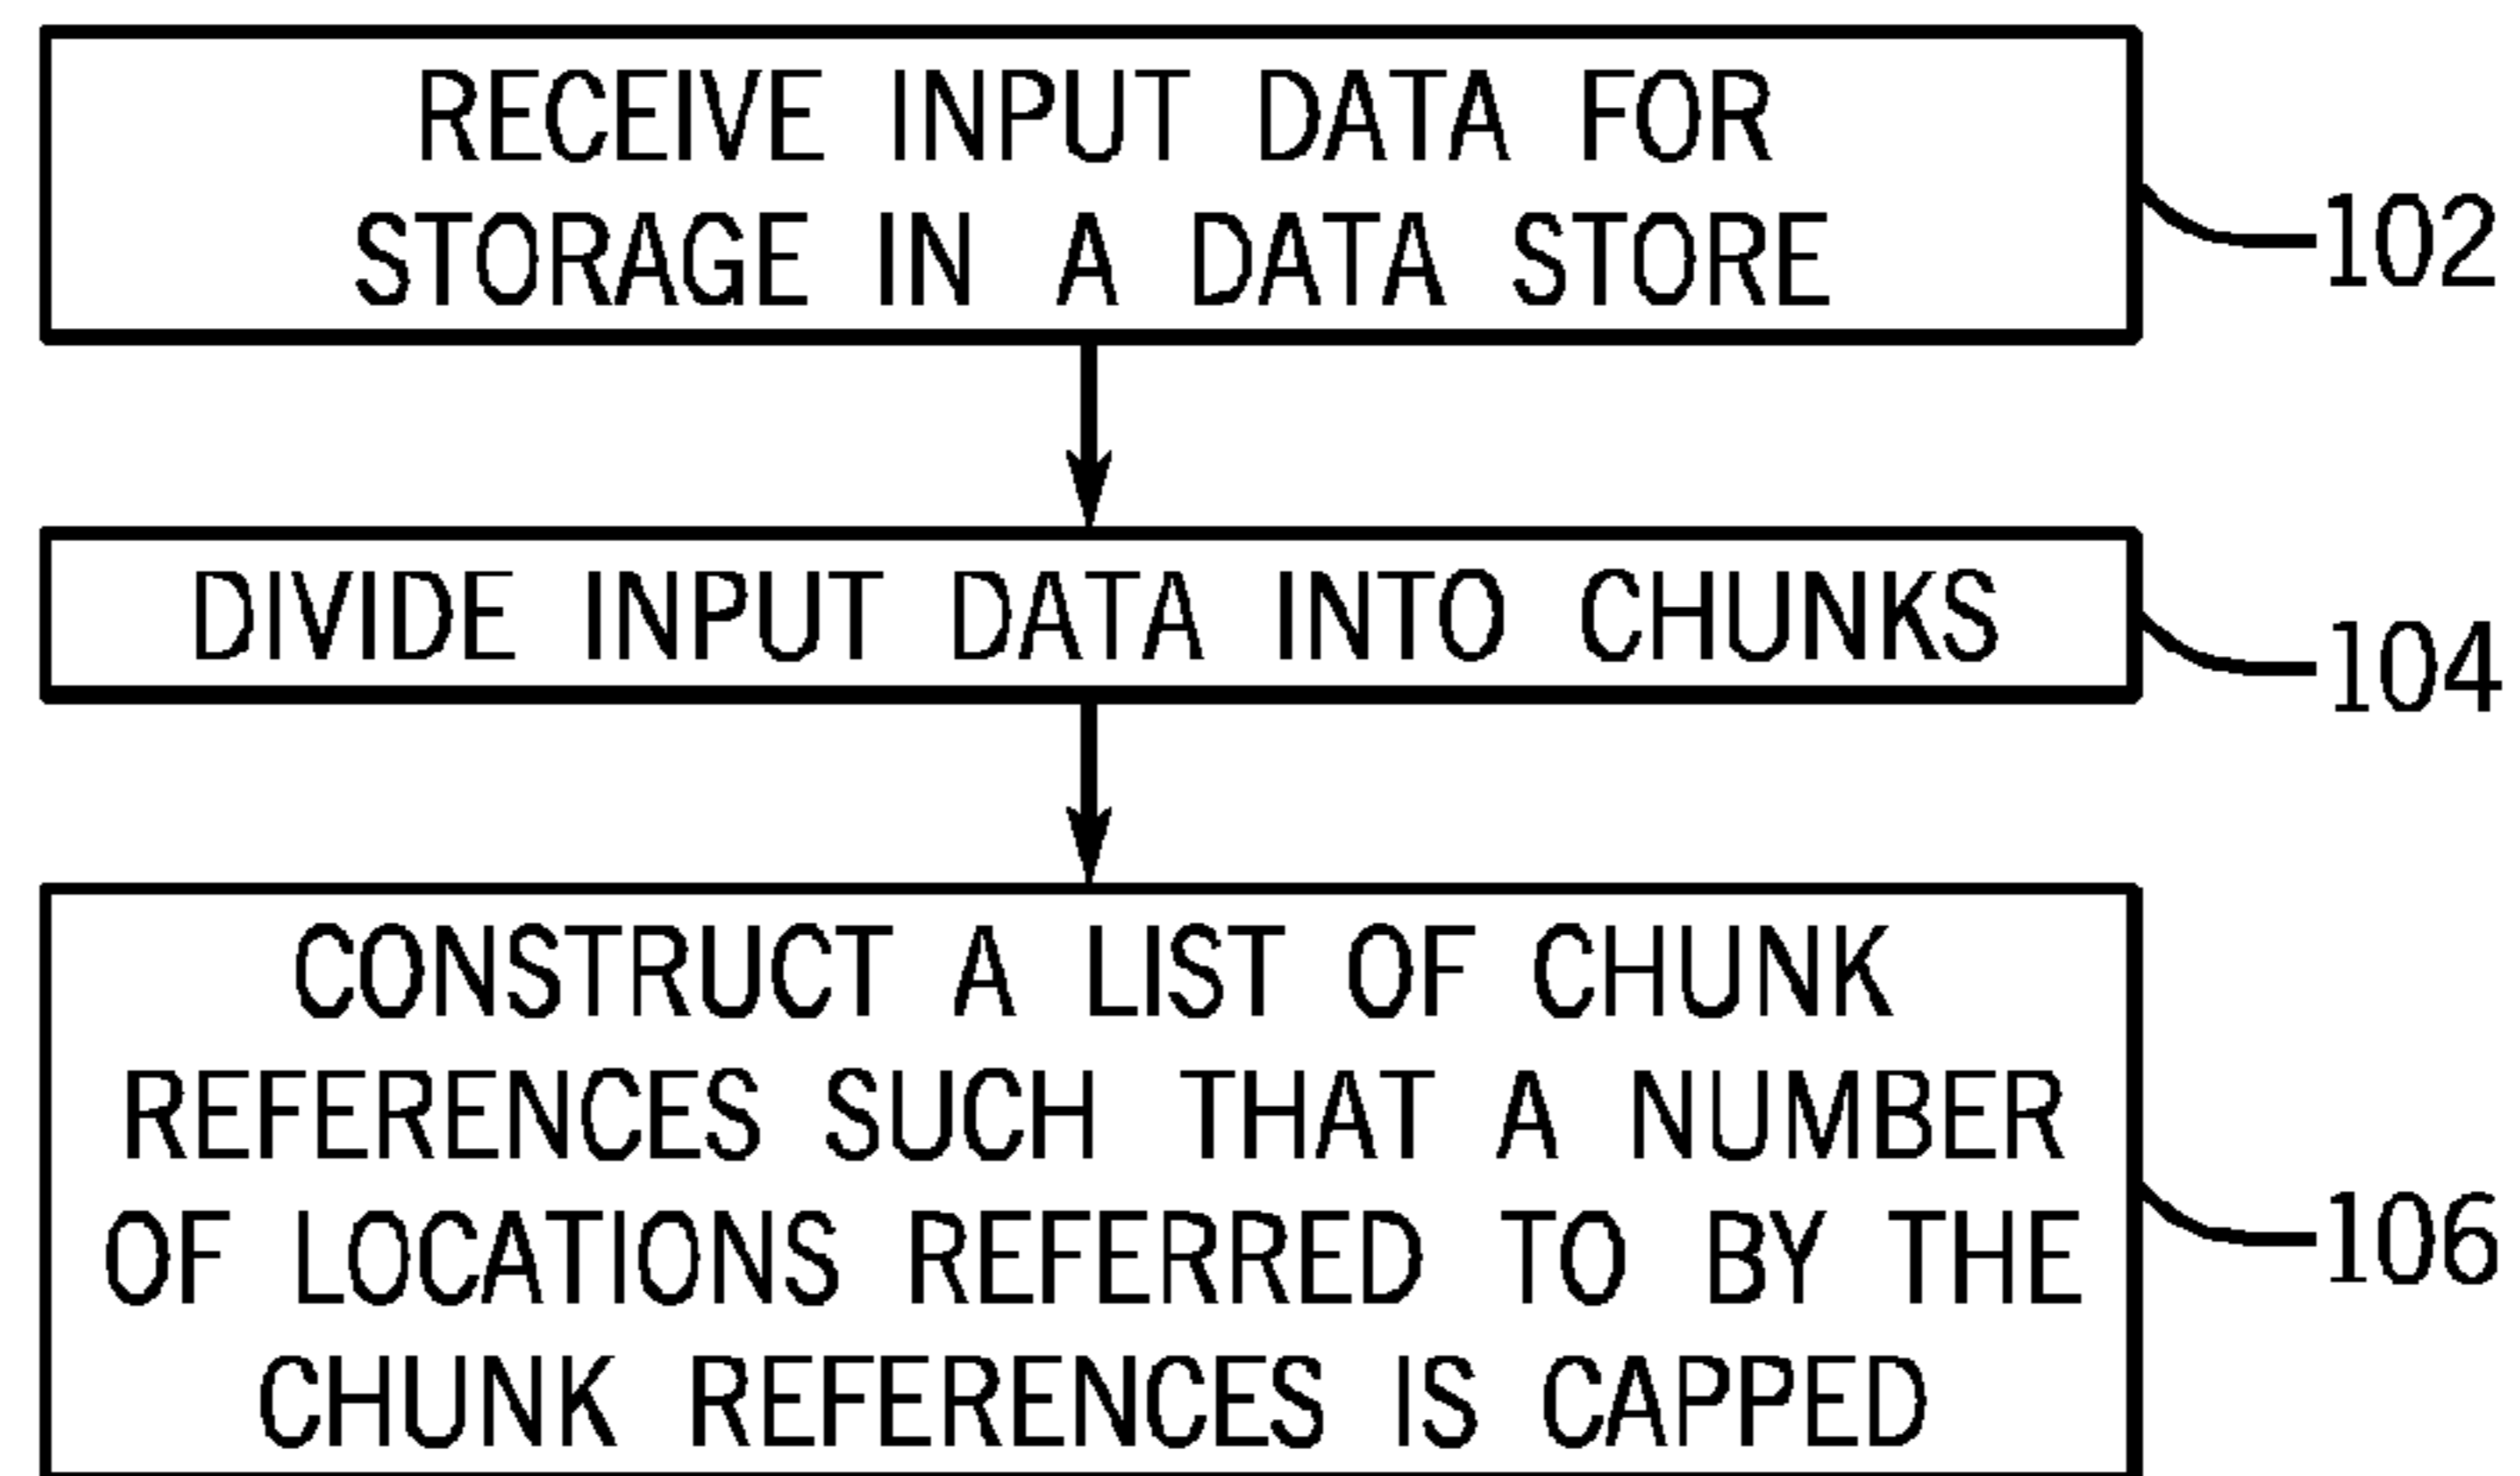 RECEIVE INPUT DATA FOR
STORAGE IN A DATA STORE
102
DIVIDE INPUT DATA INTO CHUNKS
104
CONSTRUCT A LIST OF CHUNK
REFERENCES SUCH THAT A NUMBER
OF LOCATIONS REFERRED TO BY THE
CHUNK REFERENCES IS CAPPED
106